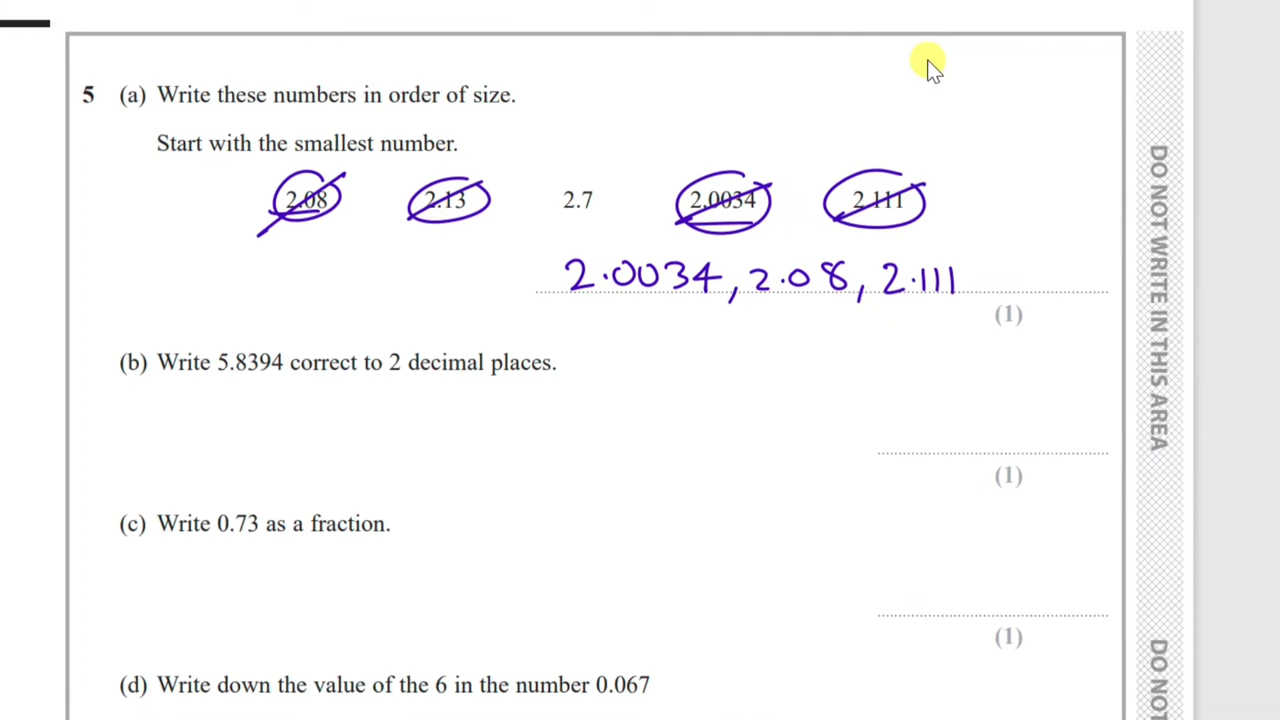 5 (a) Write these numbers in order of size.
Start with the smallest number.
2.08 2.13 2.7 2.0034 2.111
2.0034, 2.08, 2.111
(1)
(b) Write 5.8394 correct to 2 decimal places.
(1)
(c) Write 0.73 as a fraction.
(1)
(d) Write down the value of the 6 in the number 0.067
DO NOT WRITE IN THIS AREA
DO NOT